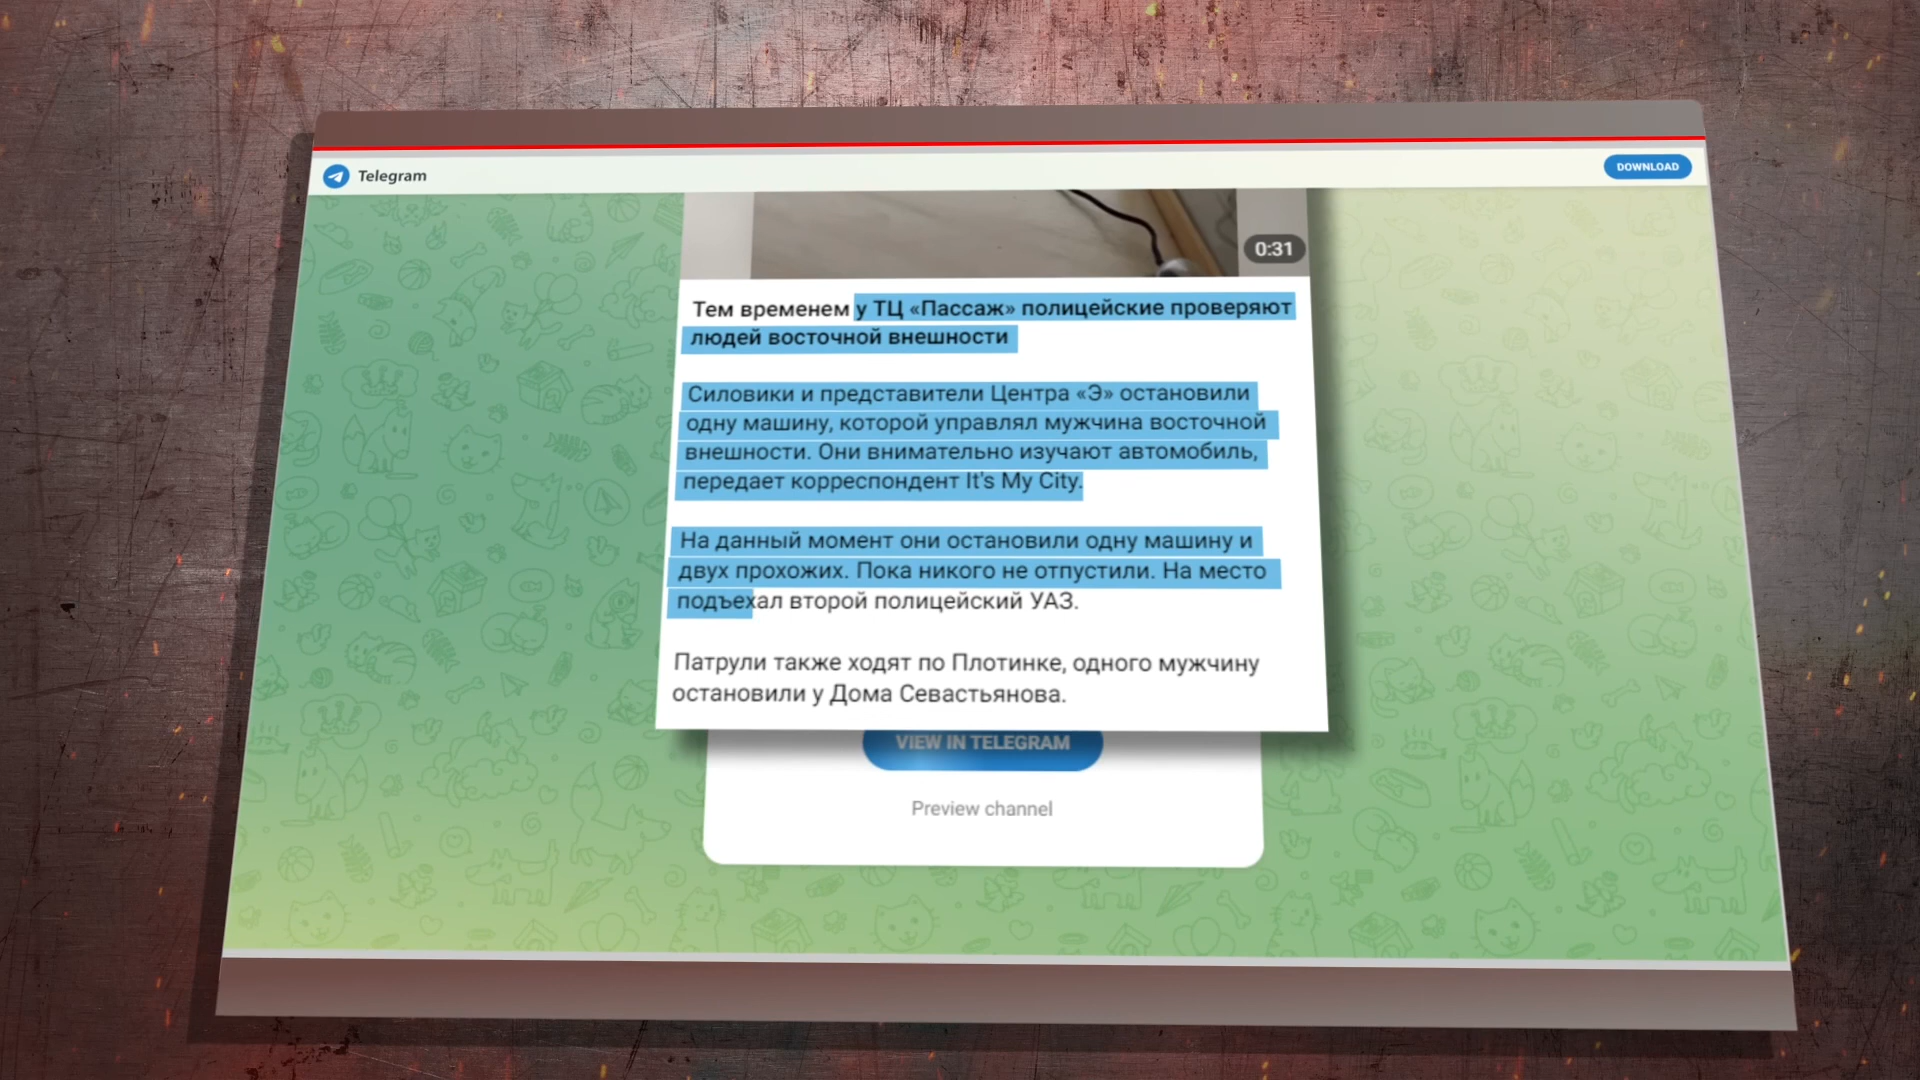 Telegram
DOWNLOAD
0:31
Тем временем у ТЦ «Пассаж» полицейские проверяют
людей восточной внешности
Силовики и представители Центра «Э» остановили
одну машину, которой управлял мужчина восточной
внешности. Они внимательно изучают автомобиль,
передает корреспондент It's My City.
На данный момент они остановили одну машину и
двух прохожих. Пока никого не отпустили. На место
подъехал второй полицейский УАЗ.
Патрули также ходят по Плотинке, одного мужчину
остановили у Дома Севастьянова.
VIEW IN TELEGRAM
Preview channel